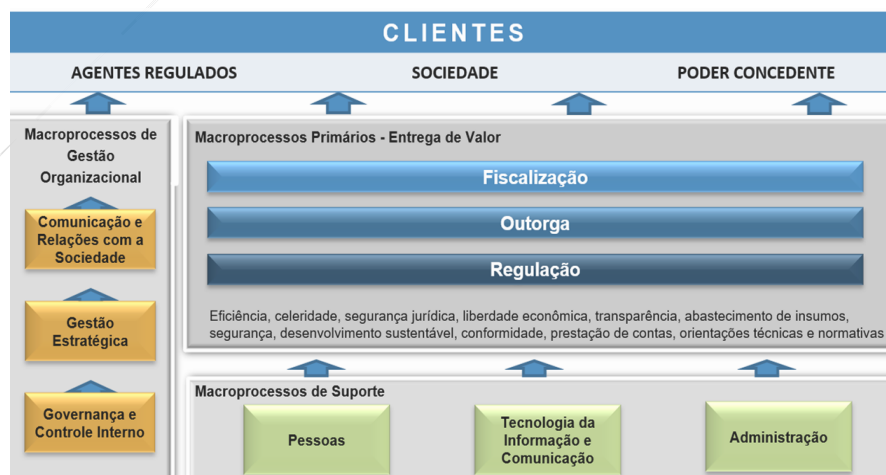 CLIENTES
AGENTES REGULADOS
SOCIEDADE
PODER CONCEDENTE
Macroprocessos de
Gestão
Organizacional
Comunicação e
Relações com a
Sociedade
Gestão
Estratégica
Governança e
Controle Interno
Macroprocessos Primários - Entrega de Valor
Fiscalização
Outorga
Regulação
Eficiência, celeridade, segurança jurídica, liberdade econômica, transparência, abastecimento de insumos,
segurança, desenvolvimento sustentável, conformidade, prestação de contas, orientações técnicas e normativas
Macroprocessos de Suporte
Pessoas
Tecnologia da
Informação e
Comunicação
Administração